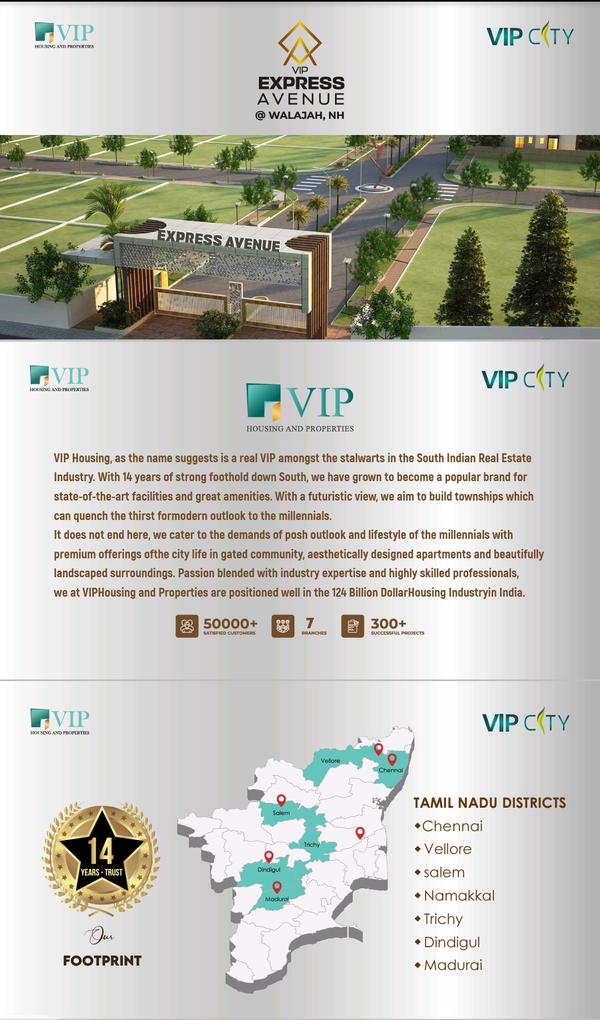 VIP
HOUSING AND PROPERTIES
VIP CITY
VIP
EXPRESS
AVENUE
@ WALAJAH, NH
EXPRESS AVENUE
VIP
HOUSING AND PROPERTIES
VIP CITY
VIP
HOUSING AND PROPERTIES
VIP Housing, as the name suggests is a real VIP amongst the stalwarts in the South Indian Real Estate
Industry. With 14 years of strong foothold down South, we have grown to become a popular brand for
state-of-the-art facilities and great amenities. With a futuristic view, we aim to build townships which
can quench the thirst formodern outlook to the millennials.
It does not end here, we cater to the demands of posh outlook and lifestyle of the millennials with
premium offerings ofthe city life in gated community, aesthetically designed apartments and beautifully
landscaped surroundings. Passion blended with industry expertise and highly skilled professionals,
we at VIPHousing and Properties are positioned well in the 124 Billion DollarHousing Industryin India.
50000+
SATISFIED CUSTOMERS
7
BRANCHES
300+
SUCCESSFUL PROJECTS
VIP
HOUSING AND PROPERTIES
VIP CITY
14
YEARS - TRUST
Our
FOOTPRINT
Vellore
Chennai
Salem
Trichy
Dindigul
Madurai
TAMIL NADU DISTRICTS
Chennai
Vellore
salem
Namakkal
Trichy
Dindigul
Madurai